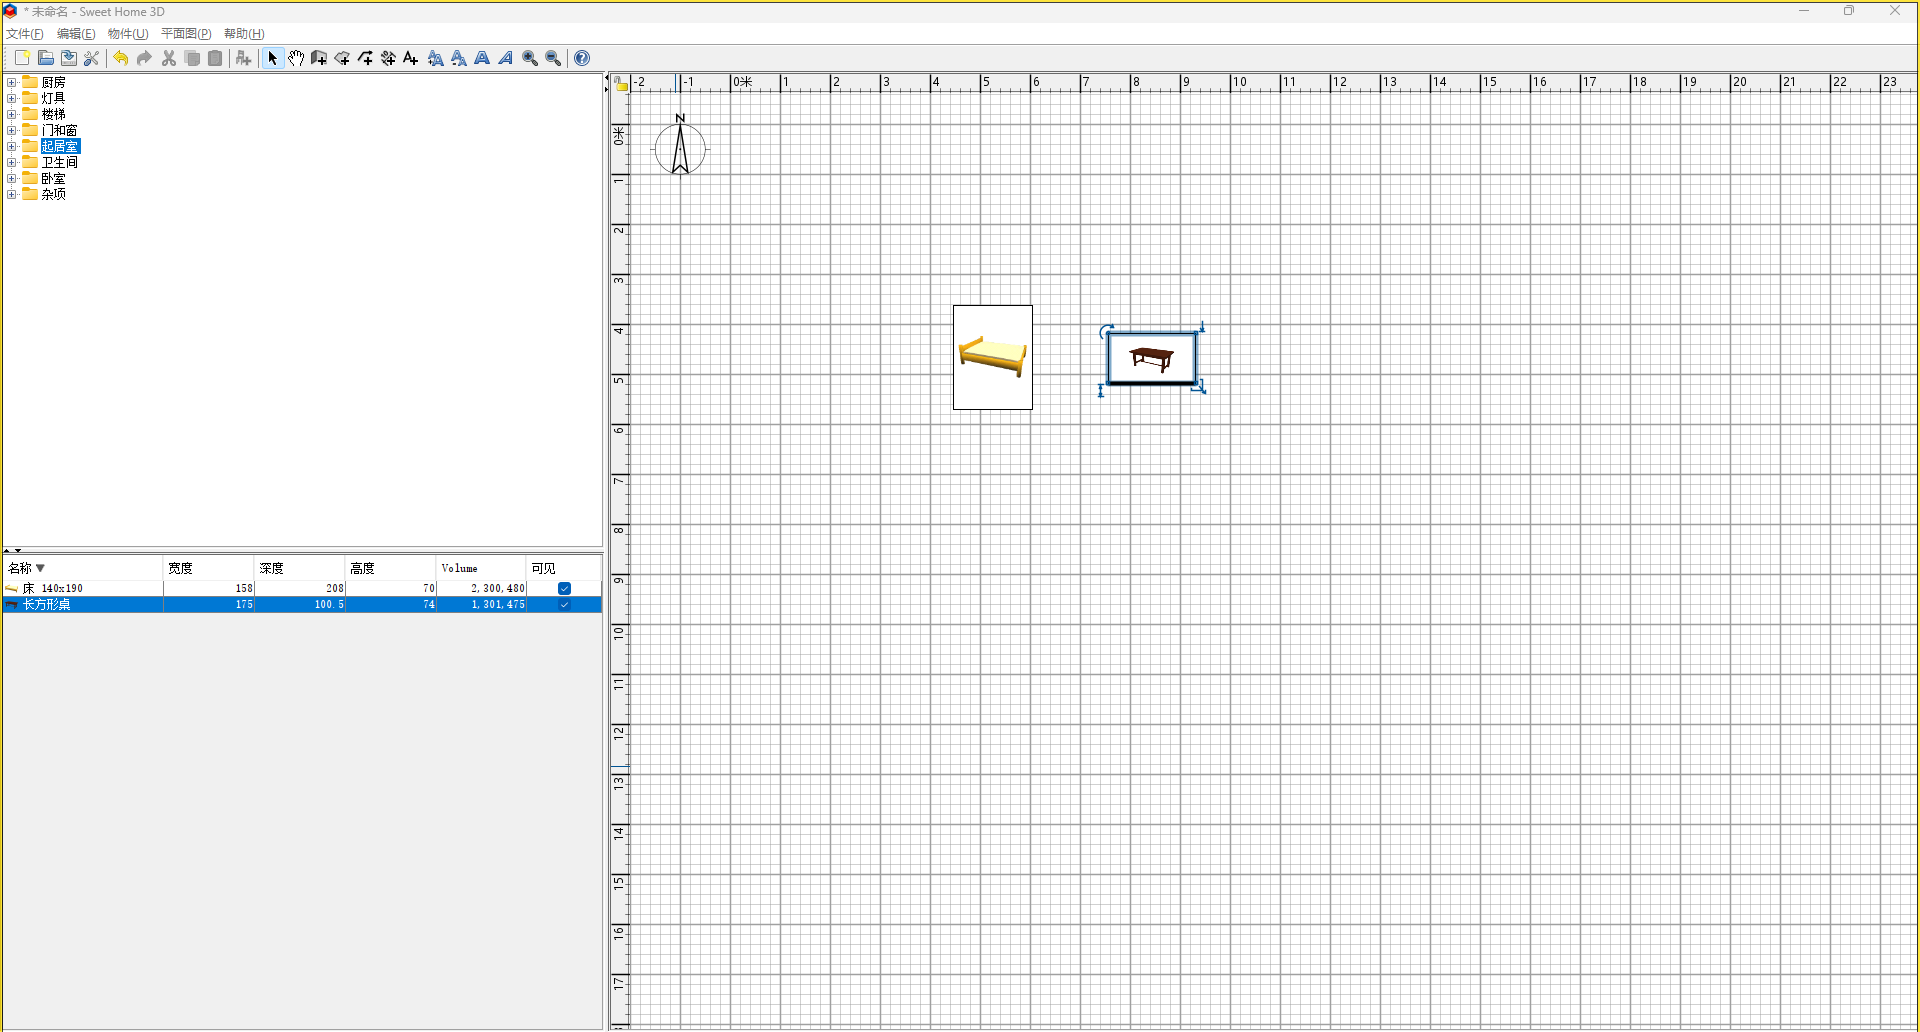 * 未命名 - Sweet Home 3D
文件(F) 编辑(E) 物件(U) 平面图(P) 帮助(H)
厨房
灯具
楼梯
门和窗
起居室
卫生间
卧室
杂项
名称 宽度 深度 高度 Volume 可见
床 140x190 158 208 70 2,300,480
长方形桌 175 100.5 74 1,301,475
-2 -1 0米 1 2 3 4 5 6 7 8 9 10 11 12 13 14 15 16 17 18 19 20 21 22 23
N
0米
1
2
3
4
5
6
7
8
9
10
11
12
13
14
15
16
17